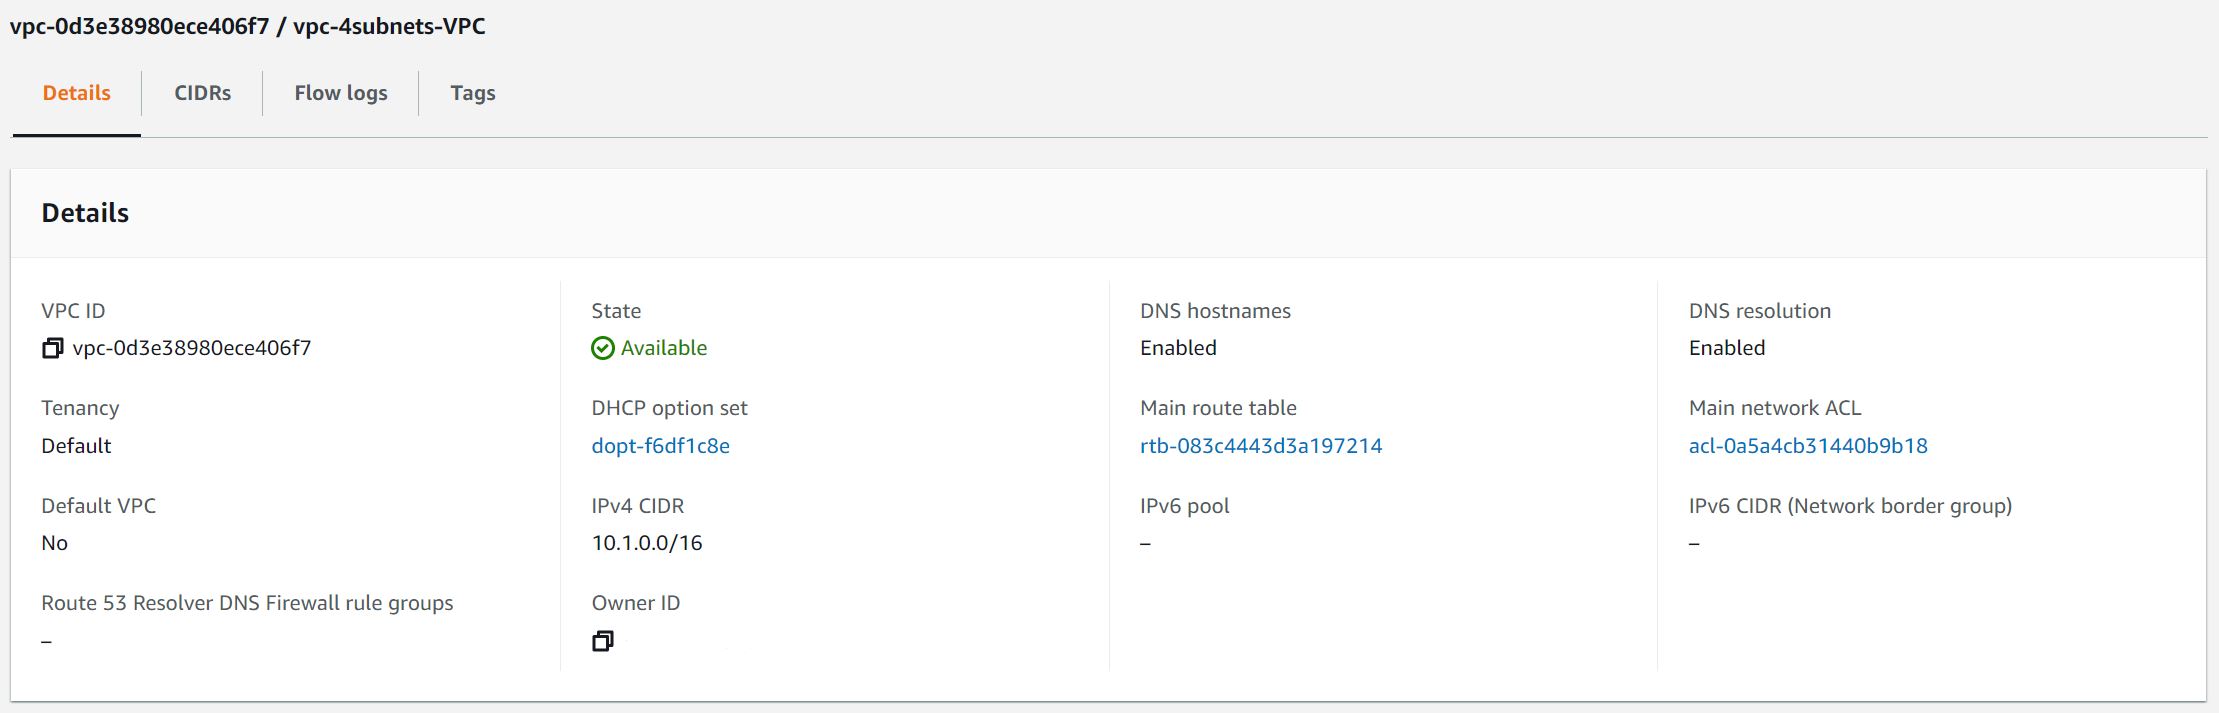 vpc-0d3e38980ece406f7 / vpc-4subnets-VPC
Details CIDRs Flow logs Tags
Details
VPC ID
vpc-0d3e38980ece406f7
State
Available
DNS hostnames
Enabled
DNS resolution
Enabled
Tenancy
Default
DHCP option set
dopt-f6df1c8e
Main route table
rtb-083c4443d3a197214
Main network ACL
acl-0a5a4cb31440b9b18
Default VPC
No
IPv4 CIDR
10.1.0.0/16
IPv6 pool
–
IPv6 CIDR (Network border group)
–
Route 53 Resolver DNS Firewall rule groups
–
Owner ID